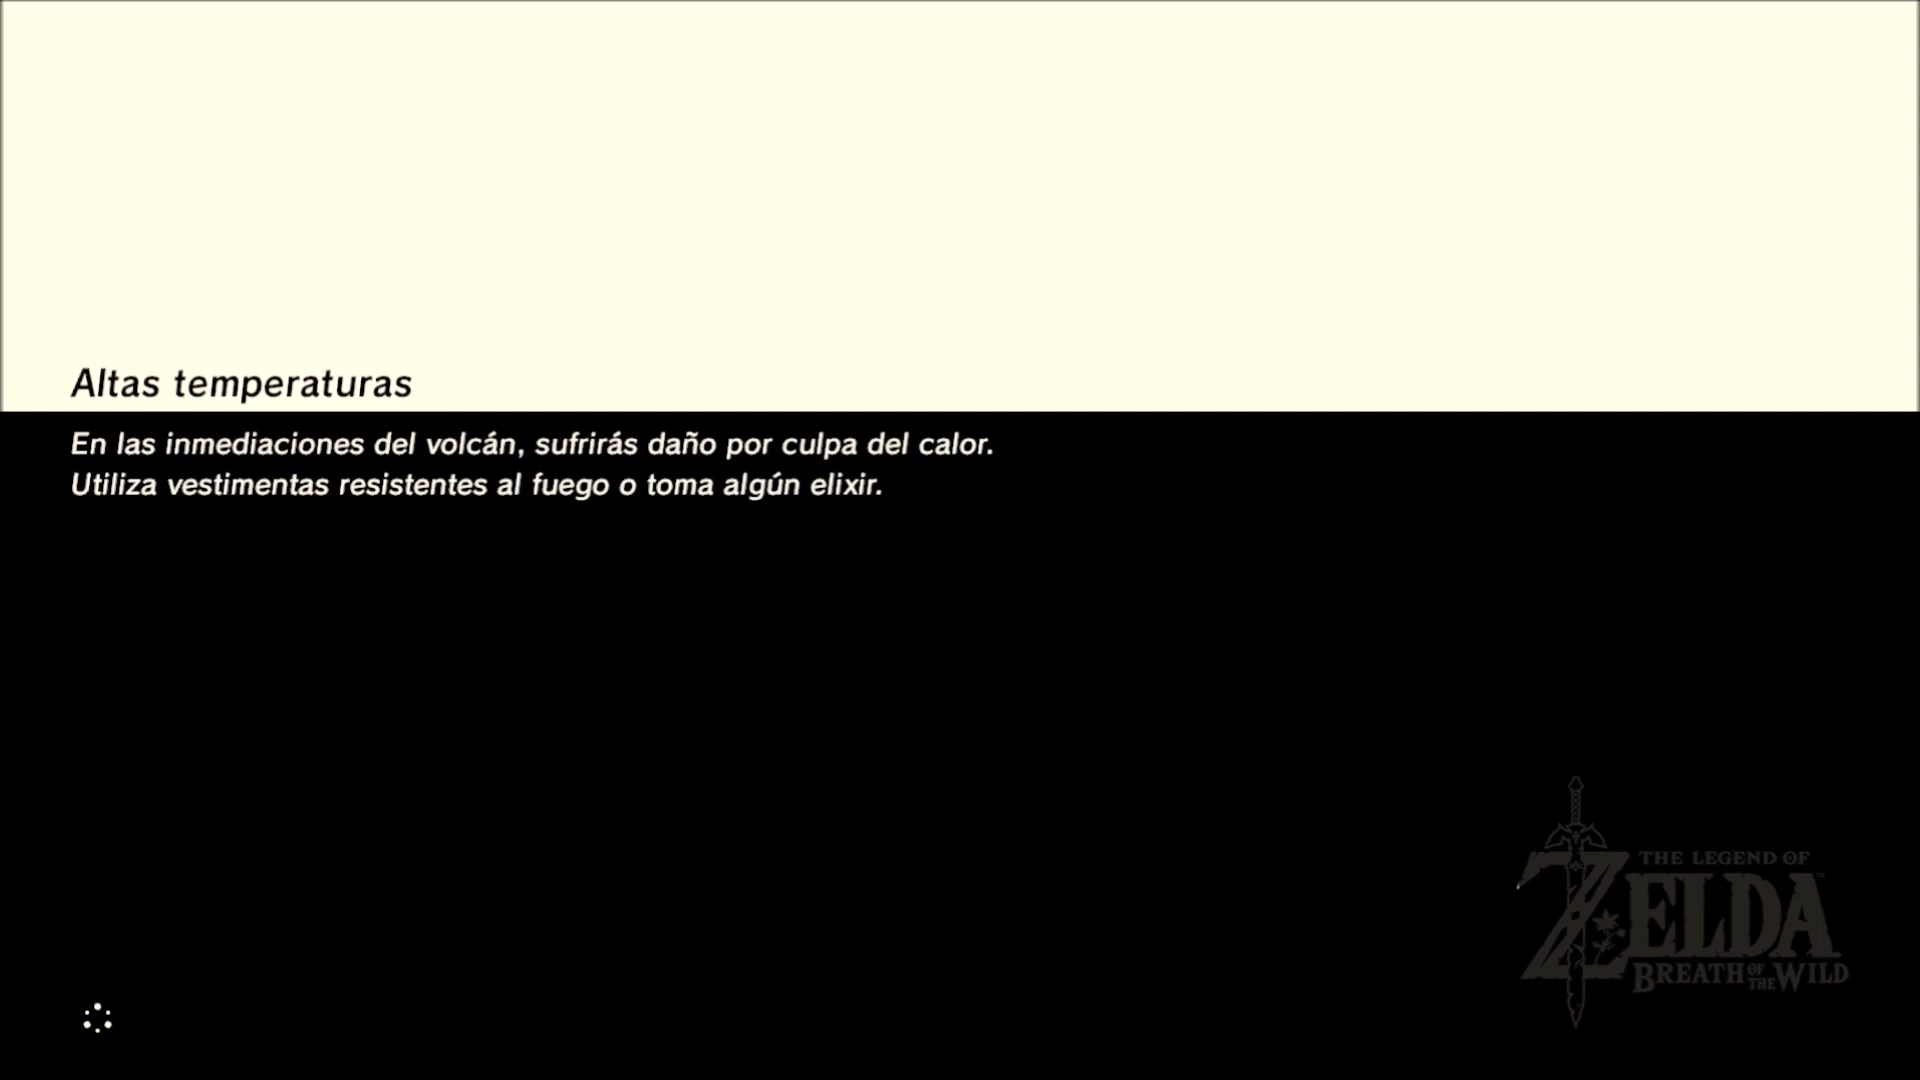 Altas temperaturas
En las inmediaciones del volcán, sufrirás daño por culpa del calor.
Utiliza vestimentas resistentes al fuego o toma algún elixir.
THE LEGEND OF
ZELDA
BREATH OF THE WILD